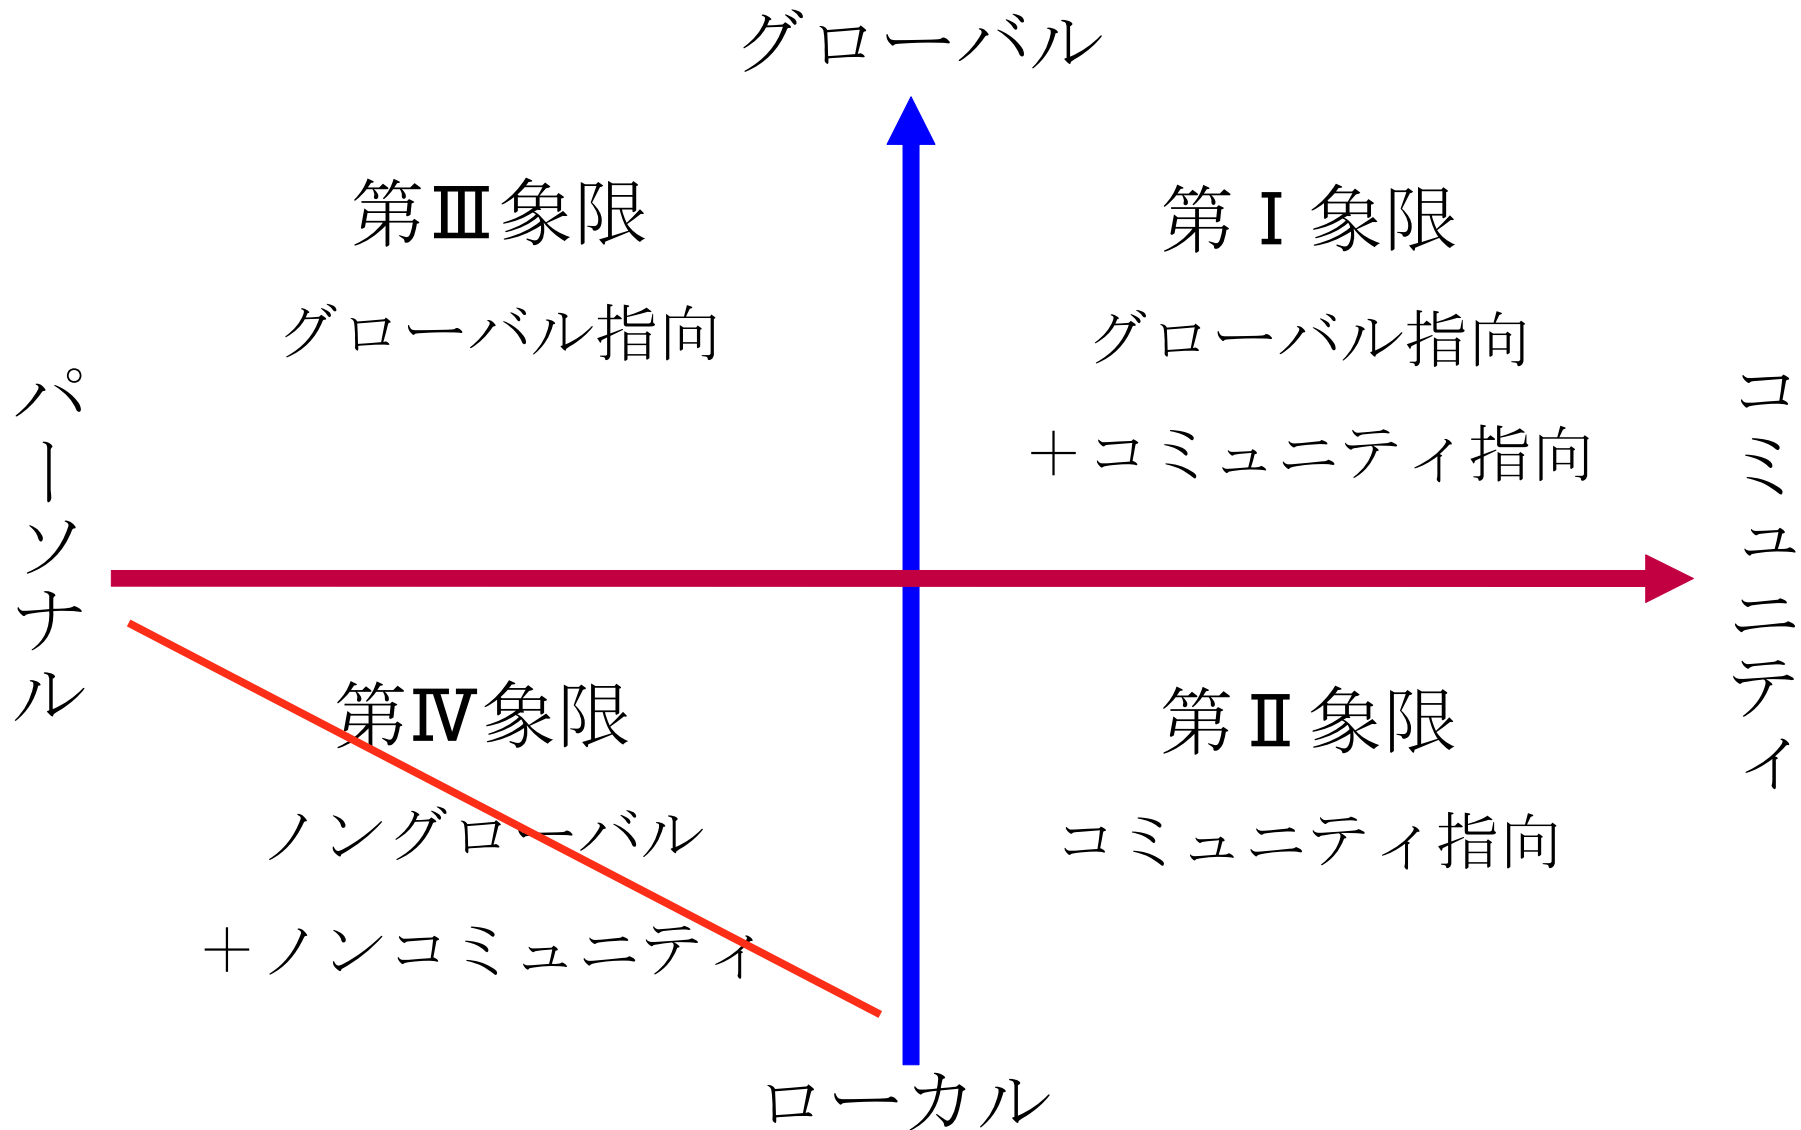 グローバル
第Ⅲ象限
第Ⅰ象限
グローバル指向
グローバル指向
＋コミュニティ指向
パーソナル
コミュニティ
第Ⅳ象限
第Ⅱ象限
ノングローバル
コミュニティ指向
＋ノンコミュニティ
ローカル